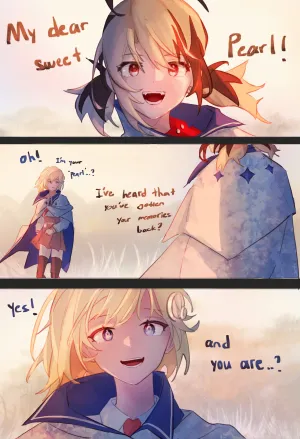 My dear
sweet
Pearl!
oh!
I'm your
"pearl"..?
I've heard that
you've gotten
your memories
back?
yes!
and
you are..?